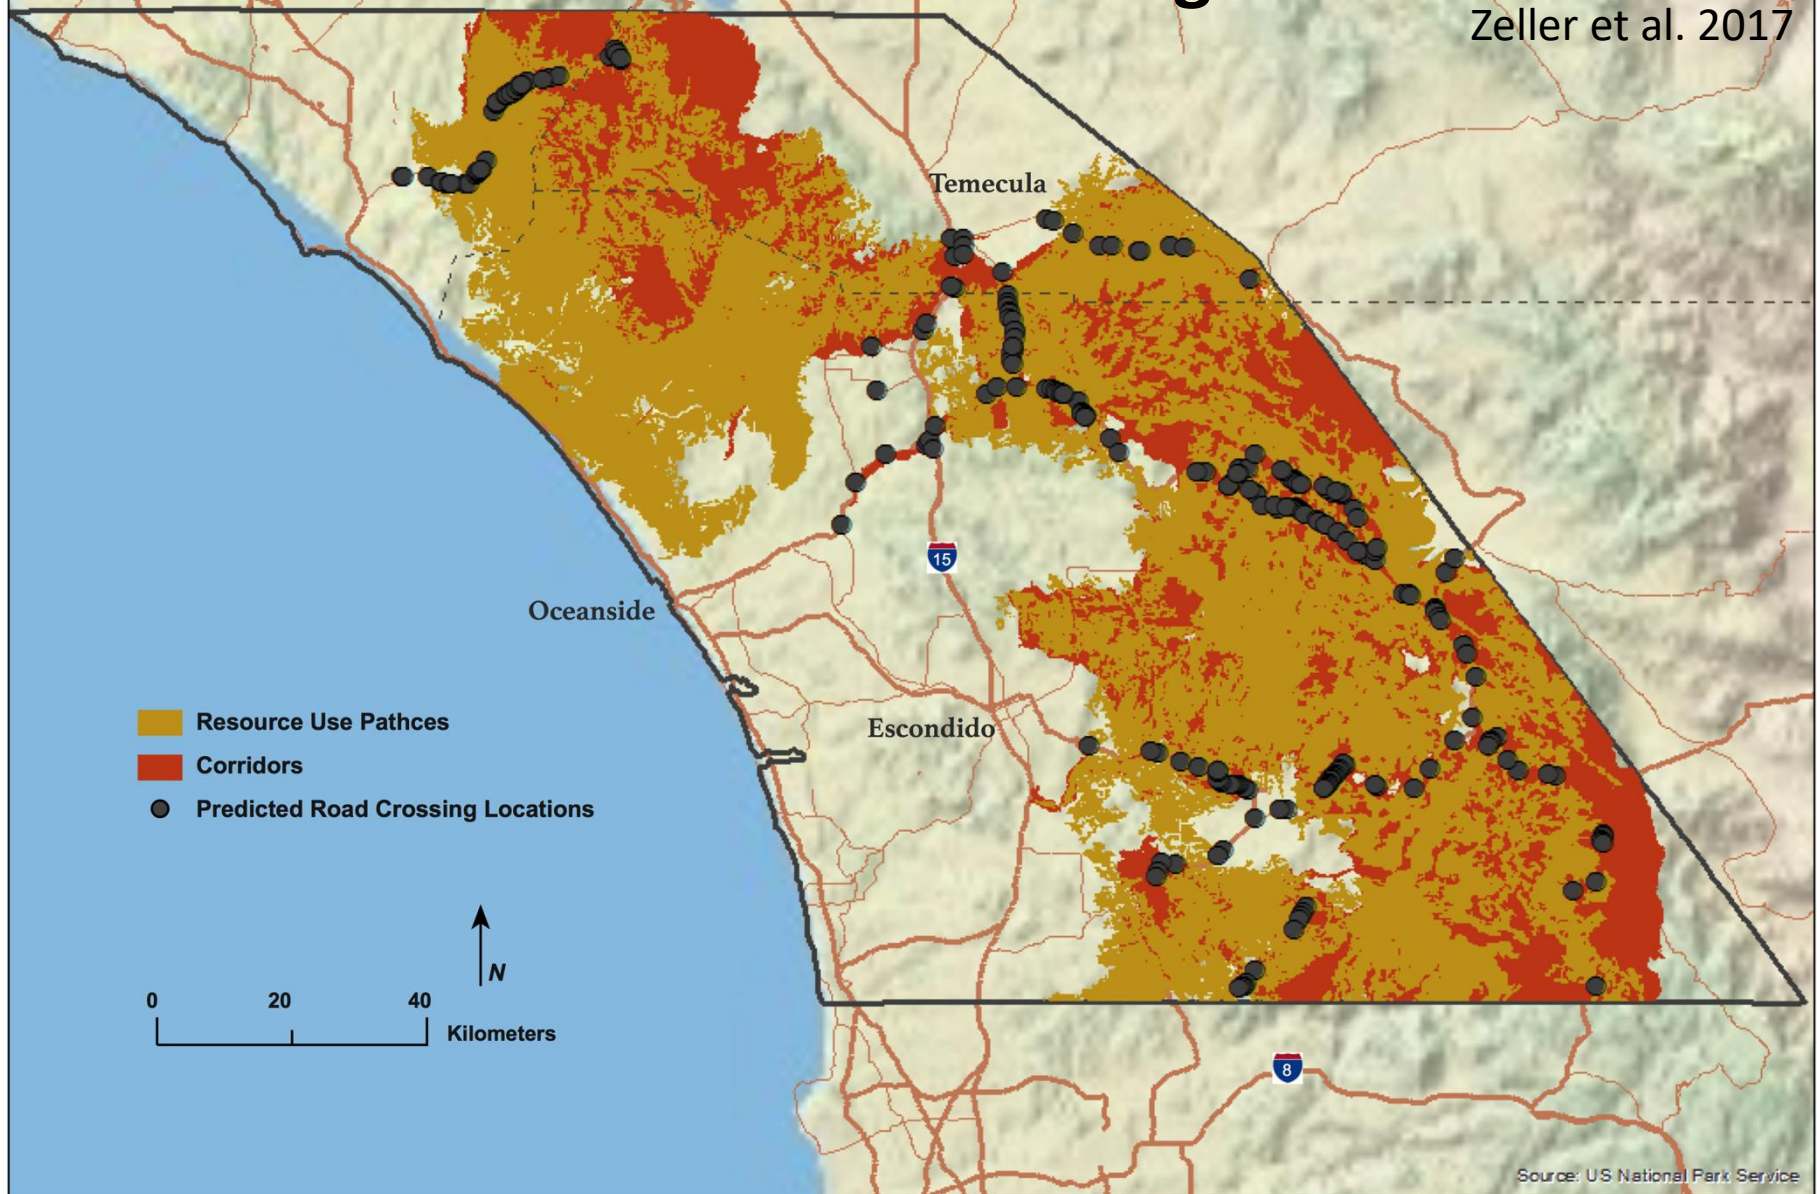 Zeller et al. 2017
Temecula
15
Oceanside
Resource Use Pathces
Escondido
Corridors
Predicted Road Crossing Locations
N
0 20 40
Kilometers
8
Source: US National Park Service